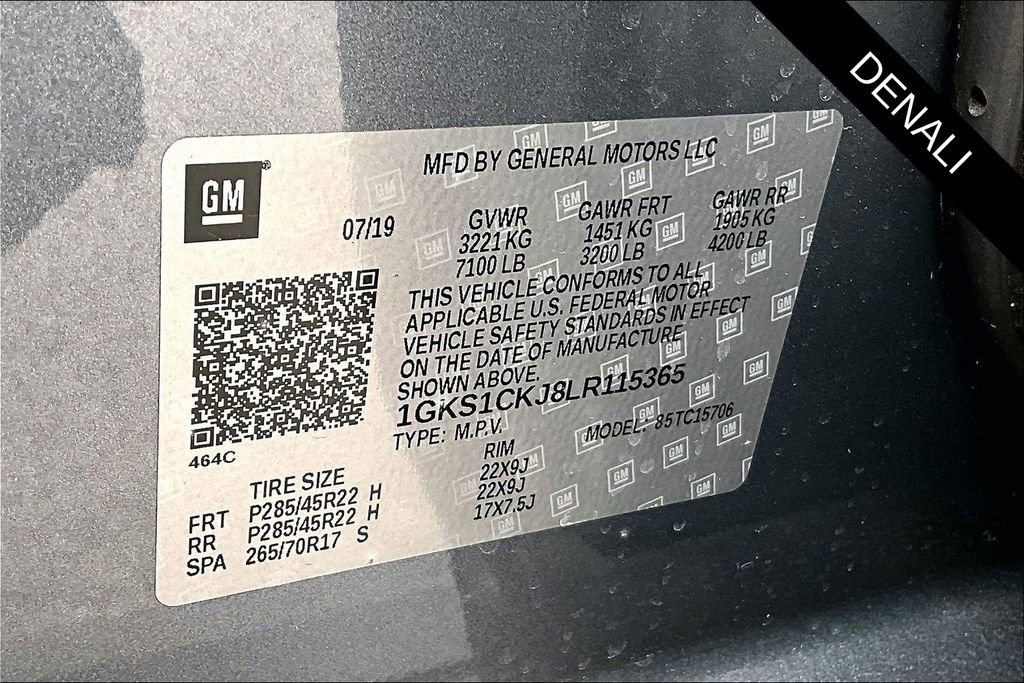 DENALI
GM
MFD BY GENERAL MOTORS LLC
07/19
GVWR GAWR FRT GAWR RR
3221 KG 1451 KG 1905 KG
7100 LB 3200 LB 4200 LB
THIS VEHICLE CONFORMS TO ALL
APPLICABLE U.S. FEDERAL MOTOR
VEHICLE SAFETY STANDARDS IN EFFECT
ON THE DATE OF MANUFACTURE
SHOWN ABOVE.
1GKS1CKJ8LR115365
TYPE: M.P.V. MODEL: 85TC15706
464C
TIRE SIZE RIM
FRT P285/45R22 H 22X9J
RR P285/45R22 H 22X9J
SPA 265/70R17 S 17X7.5J